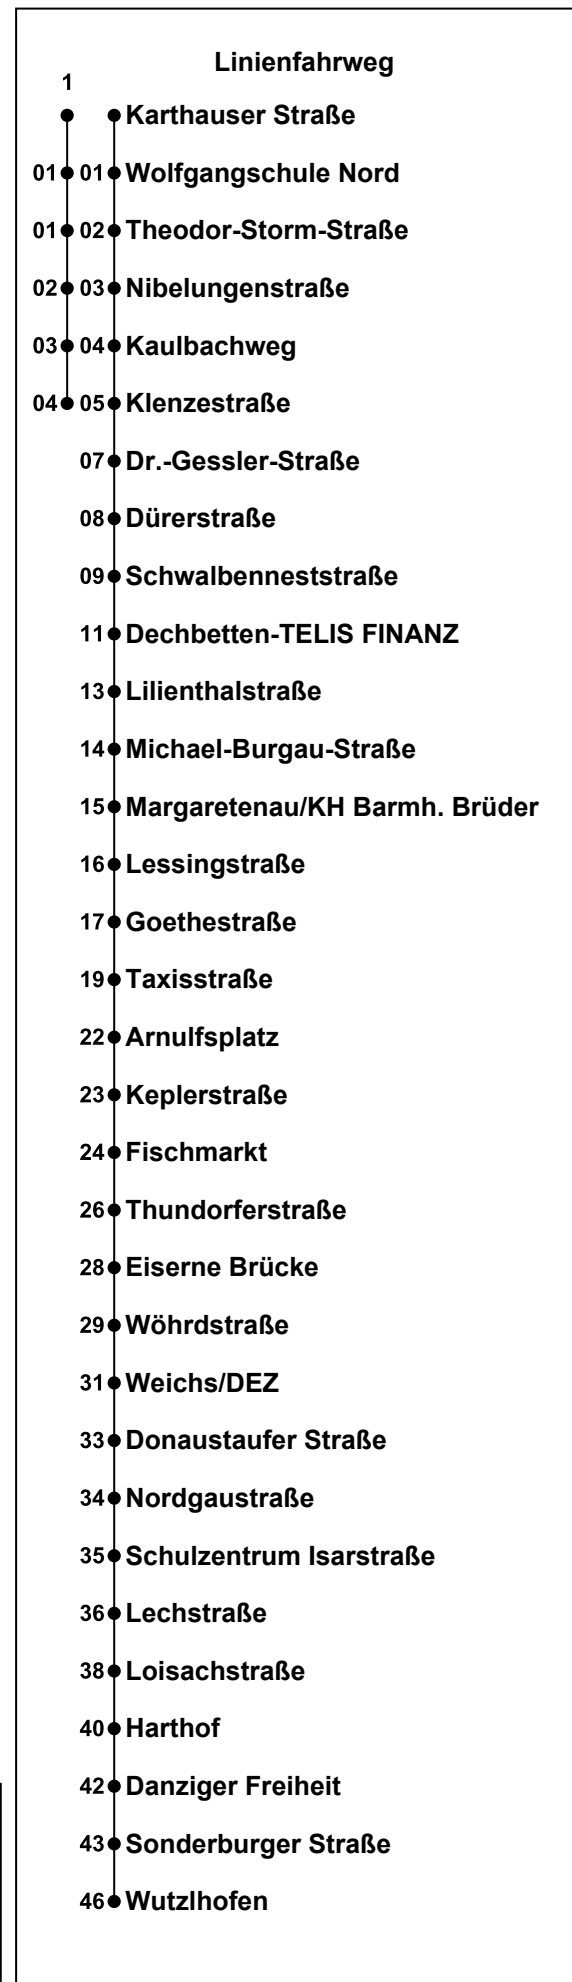 Linienfahrweg
1
Karthauser Straße
01 01 Wolfgangschule Nord
01 02 Theodor-Storm-Straße
02 03 Nibelungenstraße
03 04 Kaulbachweg
04 05 Klenzestraße
07 Dr.-Gessler-Straße
08 Dürerstraße
09 Schwalbenneststraße
11 Dechbetten-TELIS FINANZ
13 Lilienthalstraße
14 Michael-Burgau-Straße
15 Margaretenau/KH Barmh. Brüder
16 Lessingstraße
17 Goethestraße
19 Taxisstraße
22 Arnulfsplatz
23 Keplerstraße
24 Fischmarkt
26 Thundorferstraße
28 Eiserne Brücke
29 Wöhrdstraße
31 Weichs/DEZ
33 Donaustaufer Straße
34 Nordgaustraße
35 Schulzentrum Isarstraße
36 Lechstraße
38 Loisachstraße
40 Harthof
42 Danziger Freiheit
43 Sonderburger Straße
46 Wutzlhofen